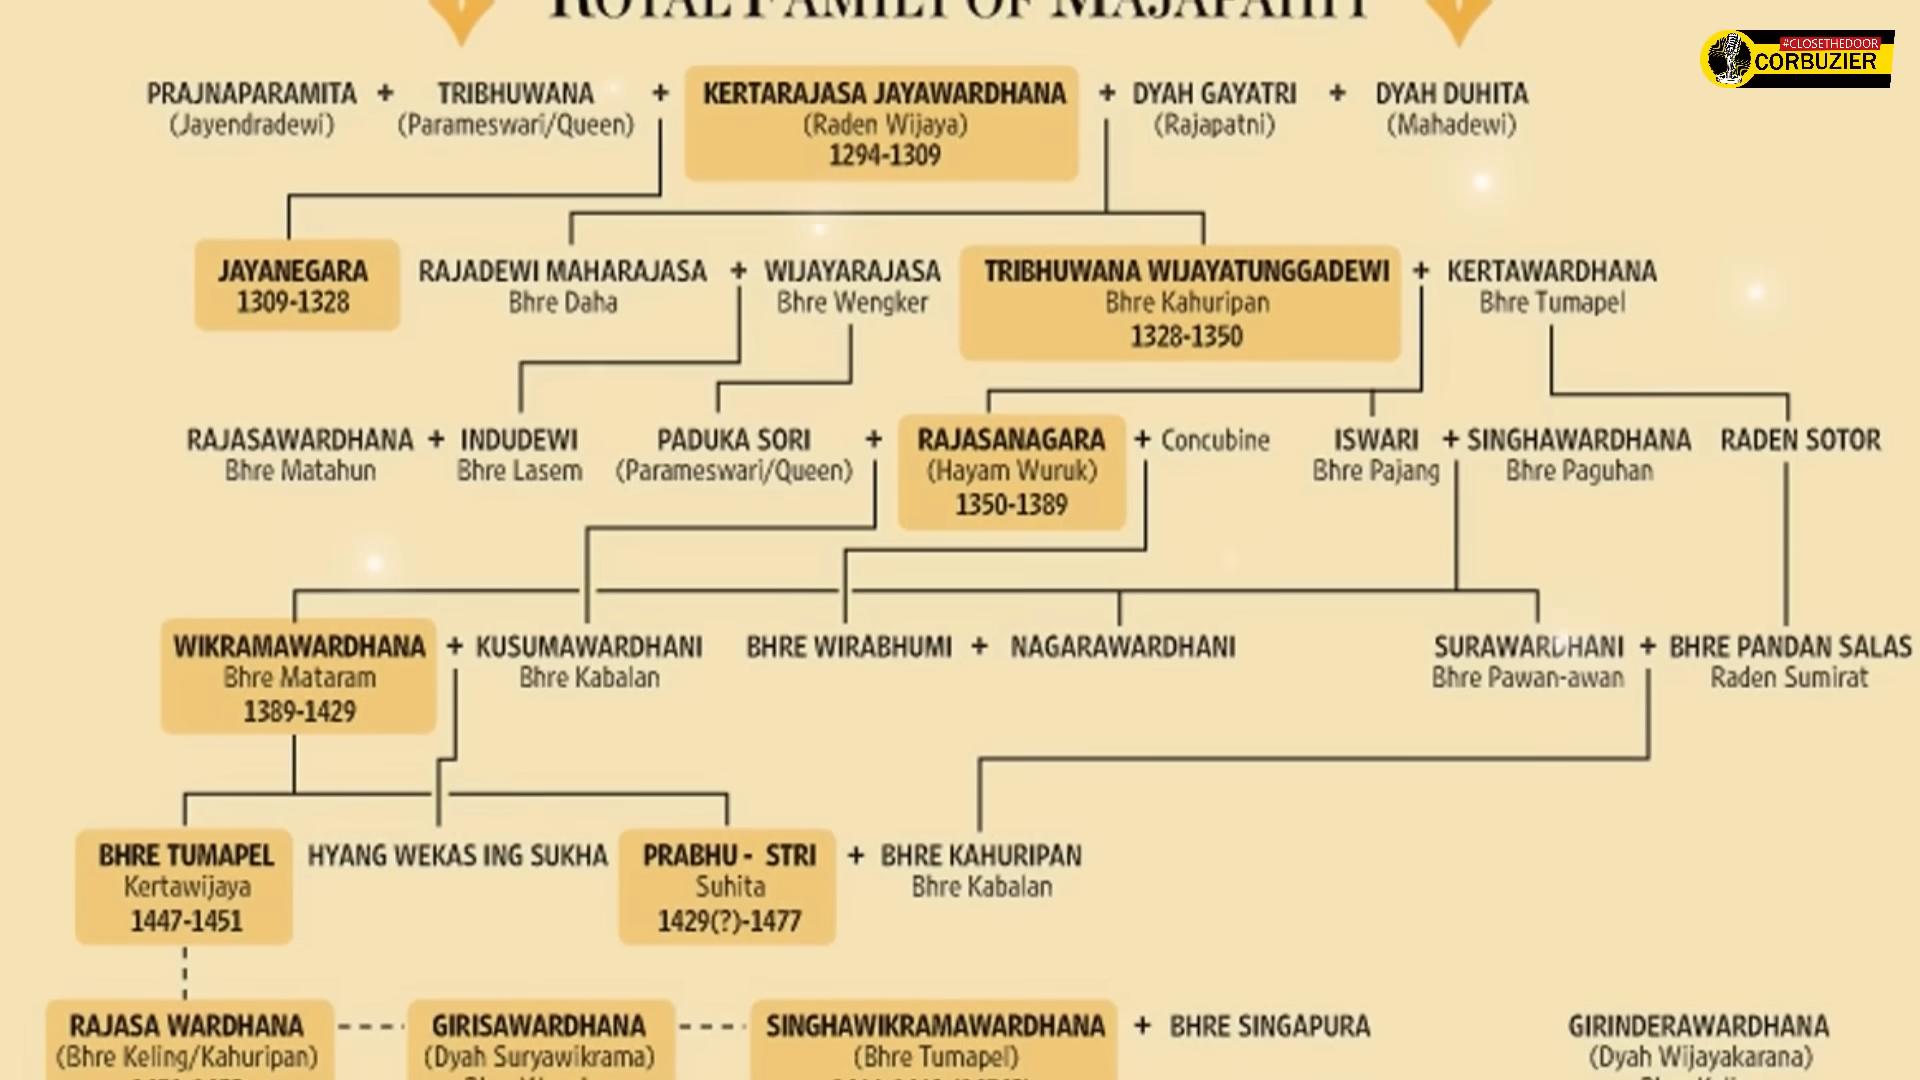 ROYAL FAMILY OF MAJAPAHIT
#CLOSETHEDOOR
CORBUZIER
PRAJNAPARAMITA + TRIBHUWANA + KERTARAJASA JAYAWARDHANA + DYAH GAYATRI + DYAH DUHITA
(Jayendradewi) (Parameswari/Queen) (Raden Wijaya) (Rajapatni) (Mahadewi)
1294-1309
JAYANEGARA RAJADEWI MAHARAJASA + WIJAYARAJASA TRIBHUWANA WIJAYATUNGGADEWI + KERTAWARDHANA
1309-1328 Bhre Daha Bhre Wengker Bhre Kahuripan Bhre Tumapel
1328-1350
RAJASAWARDHANA + INDUDEWI PADUKA SORI + RAJASANAGARA + Concubine ISWARI + SINGHAWARDHANA RADEN SOTOR
Bhre Matahun Bhre Lasem (Parameswari/Queen) (Hayam Wuruk) Bhre Pajang Bhre Paguhan
1350-1389
WIKRAMAWARDHANA + KUSUMAWARDHANI BHRE WIRABHUMI + NAGARAWARDHANI SURAWARDHANI + BHRE PANDAN SALAS
Bhre Mataram Bhre Kabalan Bhre Pawan-awan Raden Sumirat
1389-1429
BHRE TUMAPEL HYANG WEKAS ING SUKHA PRABHU - STRI + BHRE KAHURIPAN
Kertawijaya Suhita Bhre Kabalan
1447-1451 1429(?)-1477
RAJASA WARDHANA GIRISAWARDHANA SINGHAWIKRAMAWARDHANA + BHRE SINGAPURA GIRINDERAWARDHANA
(Bhre Keling/Kahuripan) (Dyah Suryawikrama) (Bhre Tumapel) (Dyah Wijayakarana)